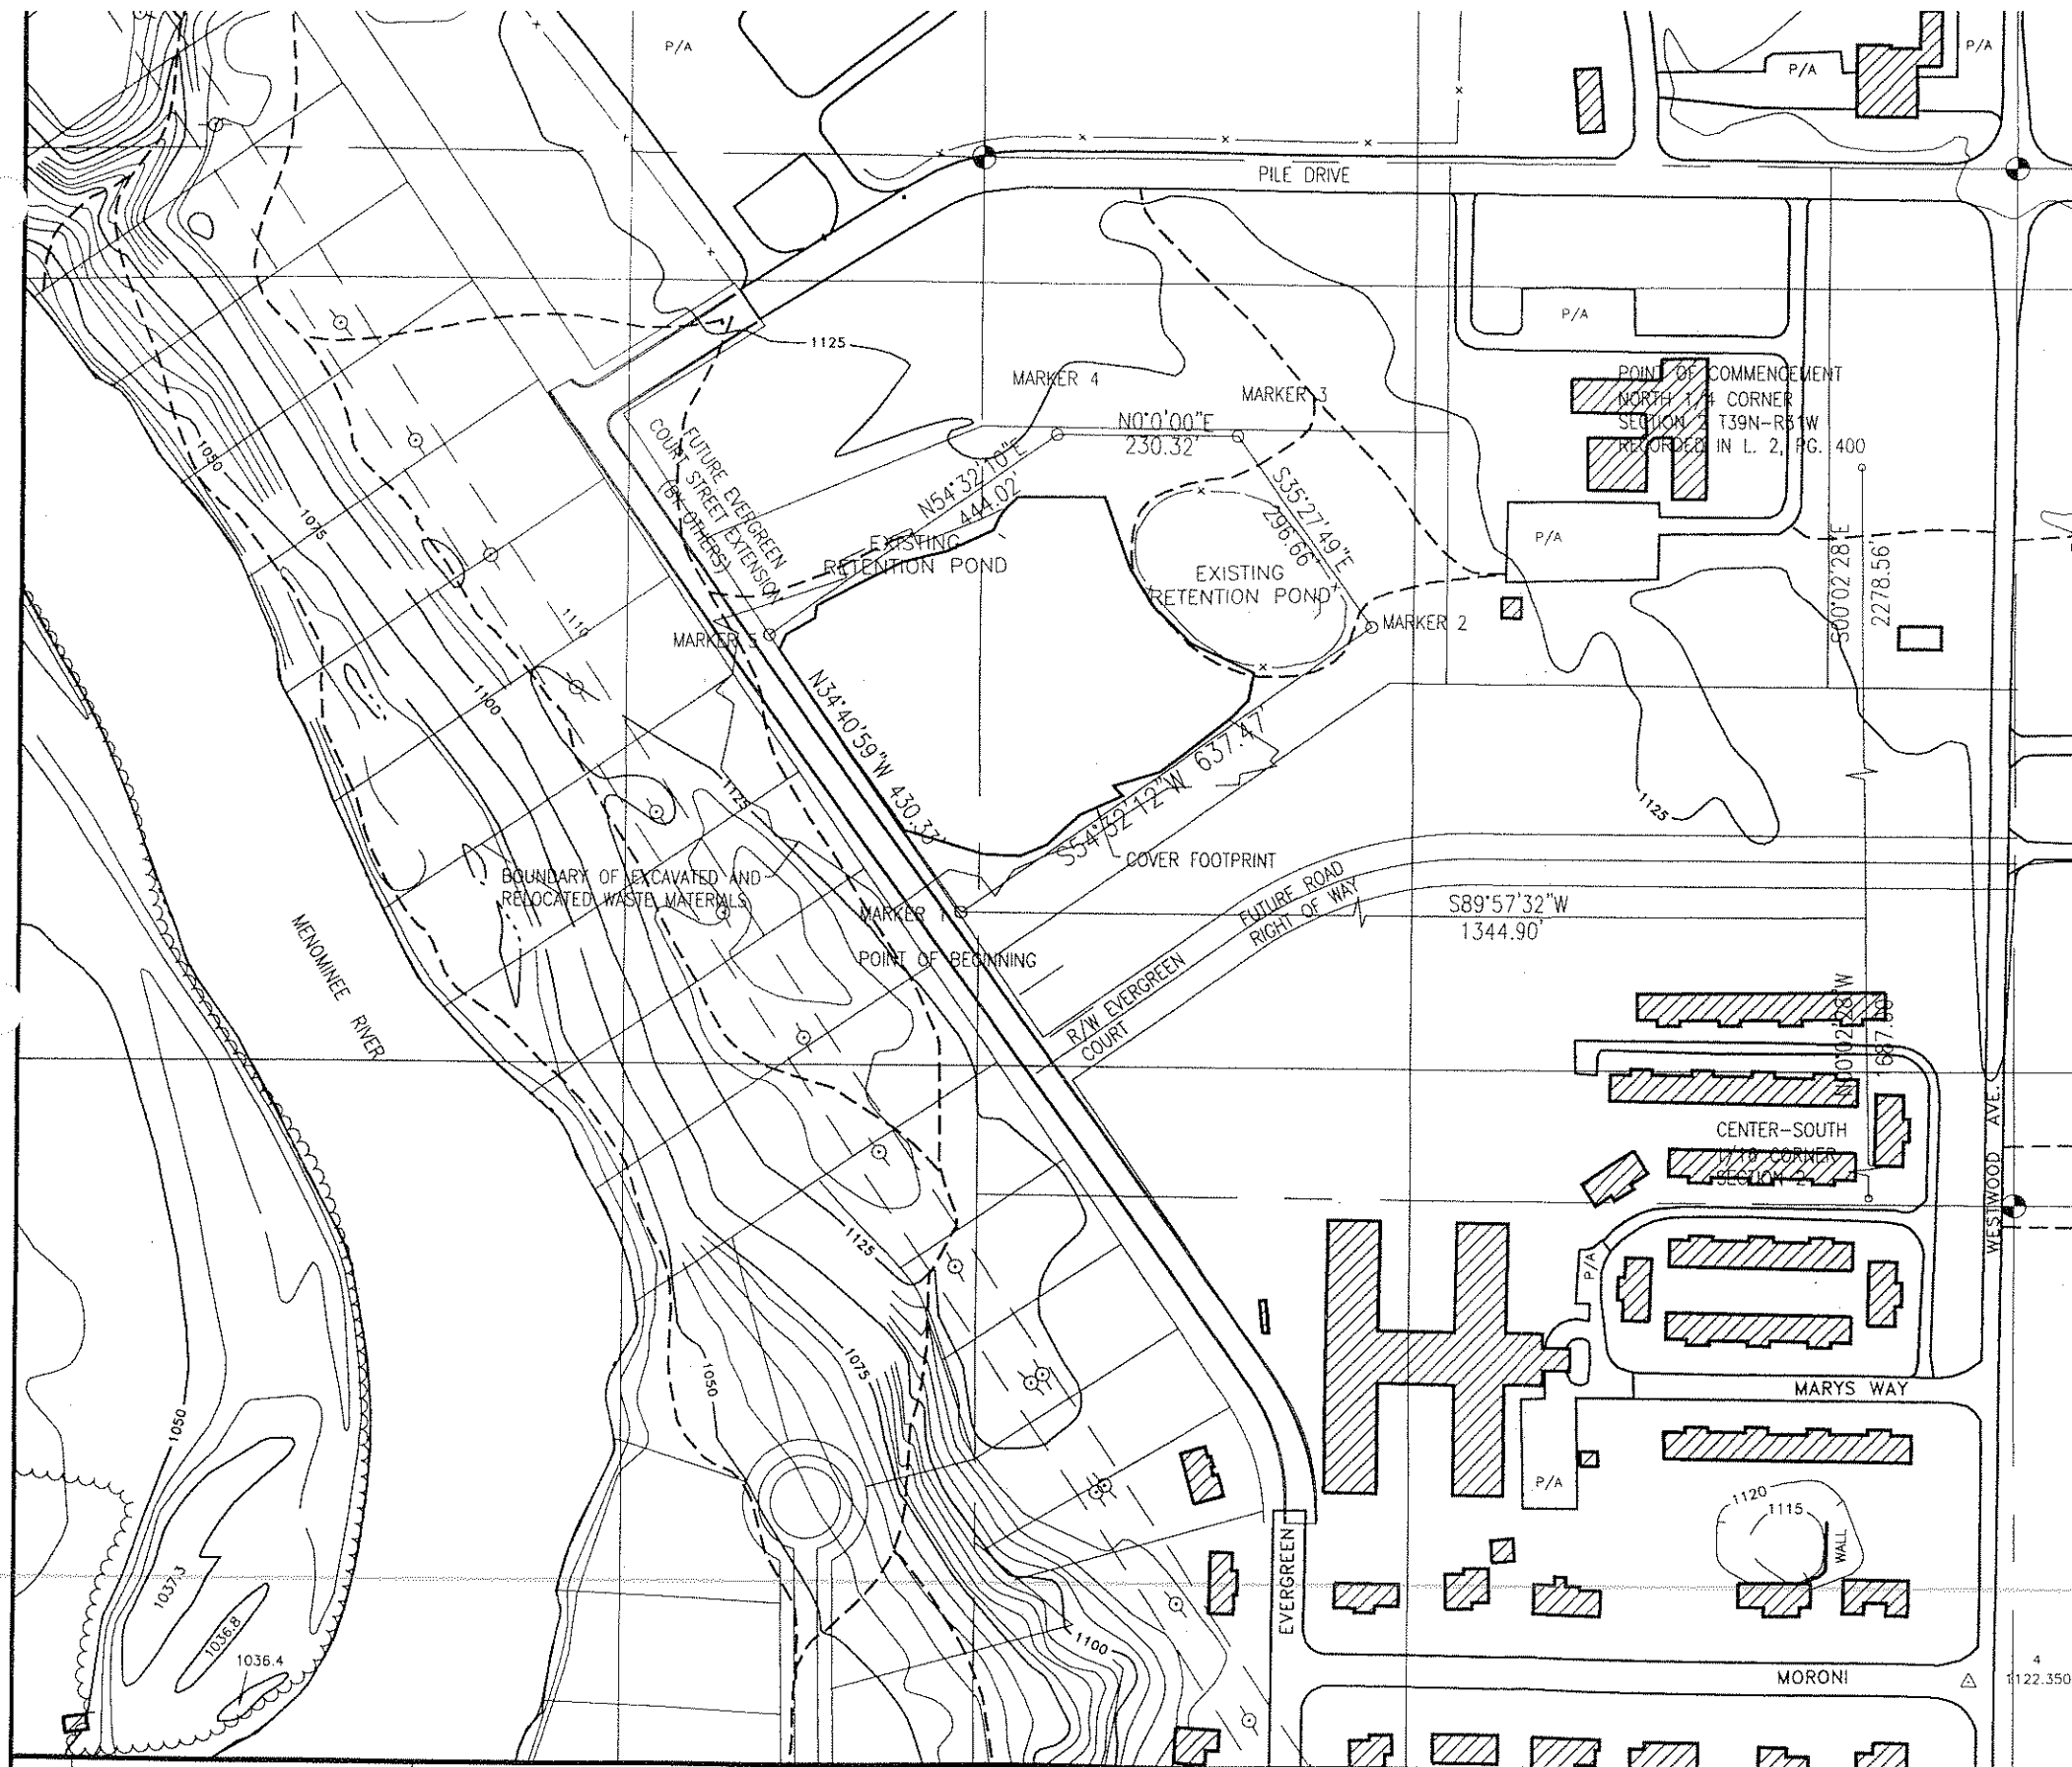 P/A
P/A
P/A
PILE DRIVE
P/A
1125
MARKER 4
MARKER 3
POINT OF COMMENCEMENT
NORTH 1/4 CORNER
SECTION 2 T39N-R31W
RECORDED IN L. 2, PG. 400
N0°0'00"E
230.32'
N54°32'10"E
444.02'
S35°27'49"E
296.66'
FUTURE EVERGREEN
COURT STREET EXTENSION
(BY OTHERS)
EXISTING
RETENTION POND
EXISTING
RETENTION POND
P/A
S00°02'28"E
2278.56'
1050
1075
1110
1100
1125
MARKER 5
MARKER 2
N34°40'59"W 430.33'
S54°32'12"W 637.47'
1125
COVER FOOTPRINT
BOUNDARY OF EXCAVATED AND
RELOCATED WASTE MATERIALS
MARKER 1
POINT OF BEGINNING
FUTURE ROAD
RIGHT OF WAY
S89°57'32"W
1344.90'
R/W EVERGREEN
COURT
MENOMINEE RIVER
N00°02'28"W
CENTER-SOUTH
1/16 CORNER
SECTION 2
WESTWOOD AVE.
1125
P/A
1075
1050
1050
MARYS WAY
P/A
1120
1115
WALL
EVERGREEN
1037.3
1036.8
1036.4
1100
MORONI
4
1122.350